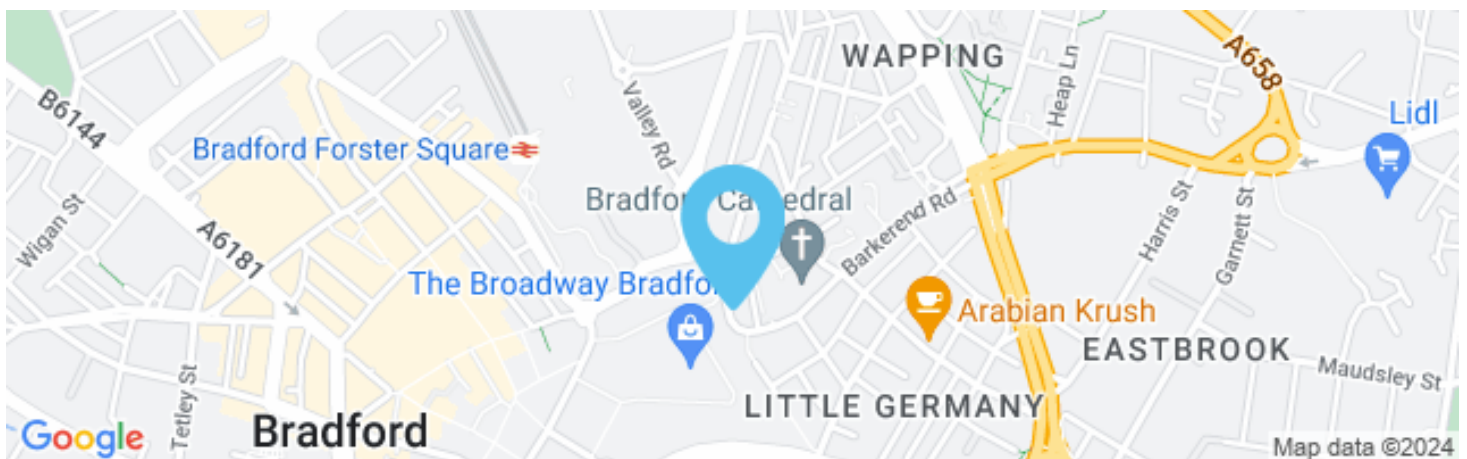 WAPPING
A658
Heap Ln
Lidl
B6144
Valley Rd
Bradford Forster Square
Bradford Cathedral
Barkerend Rd
Harris St
Garnett St
Wigan St
A6181
The Broadway Bradford
Arabian Krush
EASTBROOK
Maudsley St
Tetley St
LITTLE GERMANY
Bradford
Google
Map data ©2024